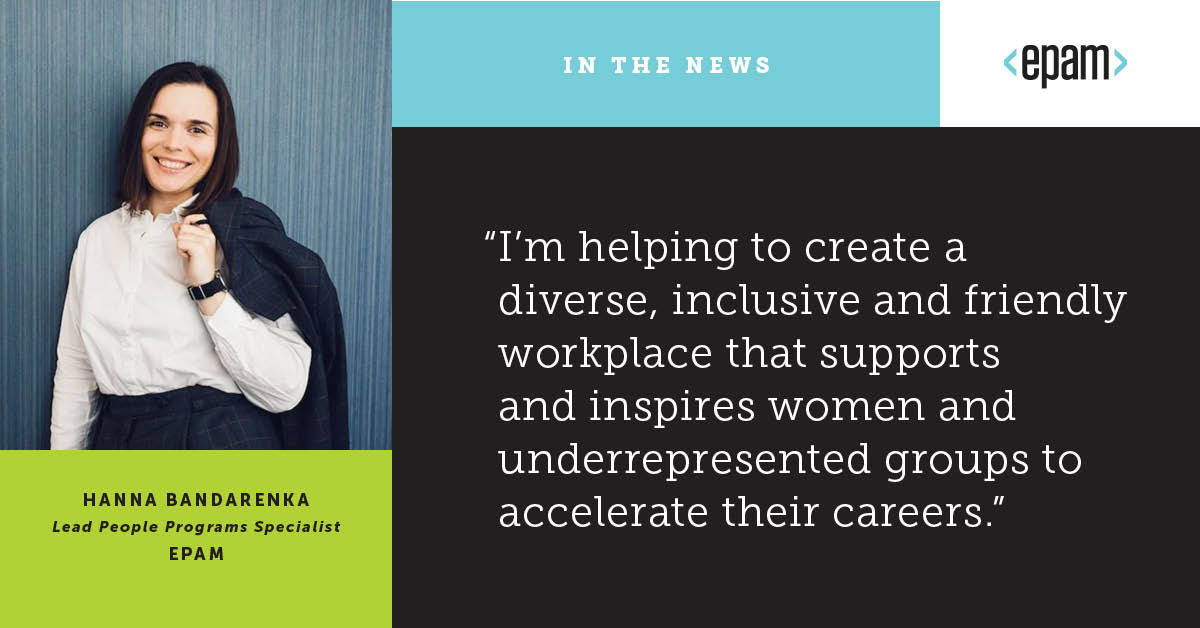 IN THE NEWS
<epam>
“I’m helping to create a
diverse, inclusive and friendly
workplace that supports
and inspires women and
underrepresented groups to
accelerate their careers.”
HANNA BANDARENKA
Lead People Programs Specialist
EPAM